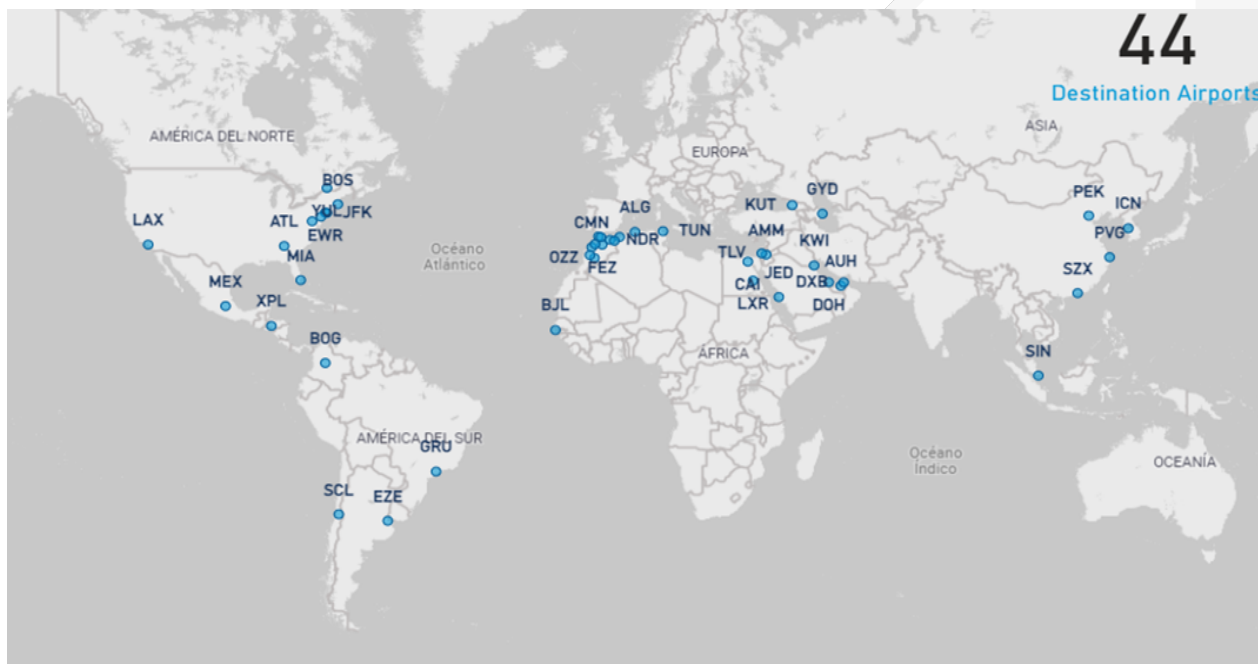 44
Destination Airports
AMÉRICA DEL NORTE
ASIA
EUROPA
BOS
GYD
PEK
ICN
LAX
ATL
YUL
JFK
ALG
KUT
CMN
NDR
TUN
AMM
EWR
KWI
PVG
Océano
Atlántico
MIA
OZZ
FEZ
TLV
JED
AUH
SZX
MEX
XPL
CAI
DXB
BJL
LXR
DOH
BOG
SIN
ÁFRICA
AMÉRICA DEL SUR
GRU
Océano
Índico
OCEANÍA
SCL
EZE